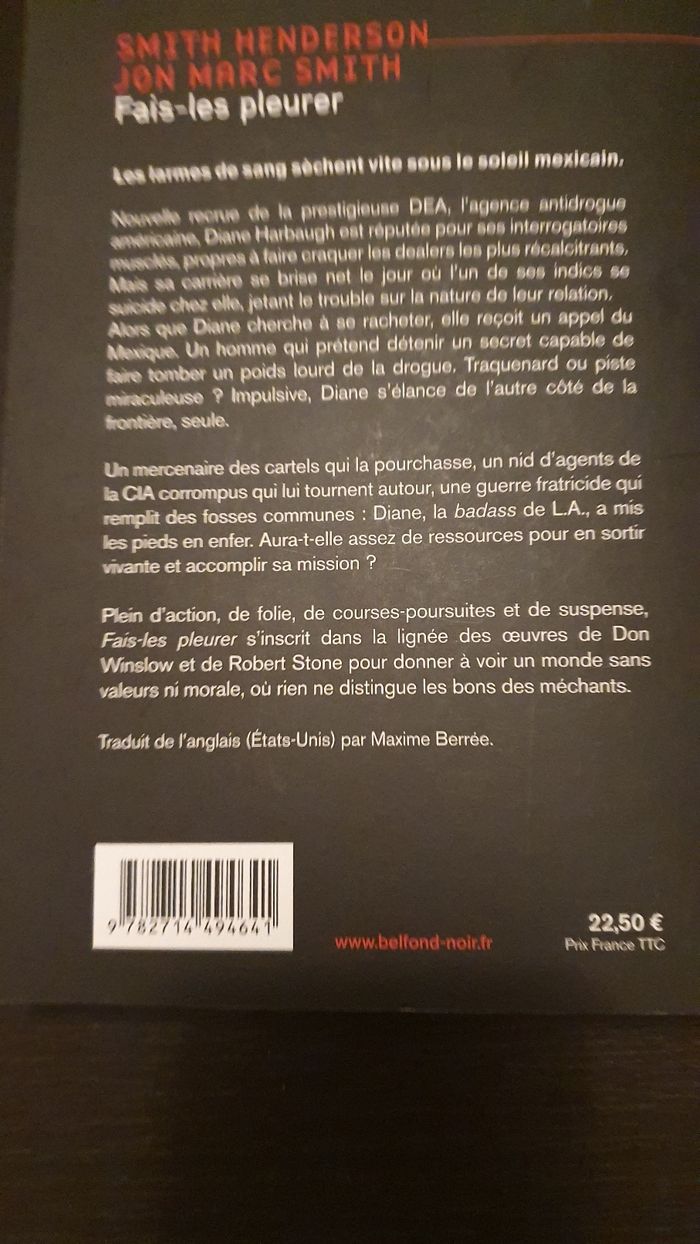 SMITH HENDERSON
JON MARC SMITH
Fais-les pleurer
Les larmes de sang sèchent vite sous le soleil mexicain.
Nouvelle recrue de la prestigieuse DEA, l'agence antidrogue
américaine, Diane Harbaugh est réputée pour ses interrogatoires
musclés, propres à faire craquer les dealers les plus récalcitrants.
Mais sa carrière se brise net le jour où l'un de ses indics se
suicide chez elle, jetant le trouble sur la nature de leur relation.
Alors que Diane cherche à se racheter, elle reçoit un appel du
Mexique. Un homme qui prétend détenir un secret capable de
faire tomber un poids lourd de la drogue. Traquenard ou piste
miraculeuse ? Impulsive, Diane s'élance de l'autre côté de la
frontière, seule.
Un mercenaire des cartels qui la pourchasse, un nid d'agents de
la CIA corrompus qui lui tournent autour, une guerre fratricide qui
remplit des fosses communes : Diane, la badass de L.A., a mis
les pieds en enfer. Aura-t-elle assez de ressources pour en sortir
vivante et accomplir sa mission ?
Plein d'action, de folie, de courses-poursuites et de suspense,
Fais-les pleurer s'inscrit dans la lignée des œuvres de Don
Winslow et de Robert Stone pour donner à voir un monde sans
valeurs ni morale, où rien ne distingue les bons des méchants.
Traduit de l'anglais (États-Unis) par Maxime Berrée.
9 782714 494641
www.belfond-noir.fr
22,50 €
Prix France TTC